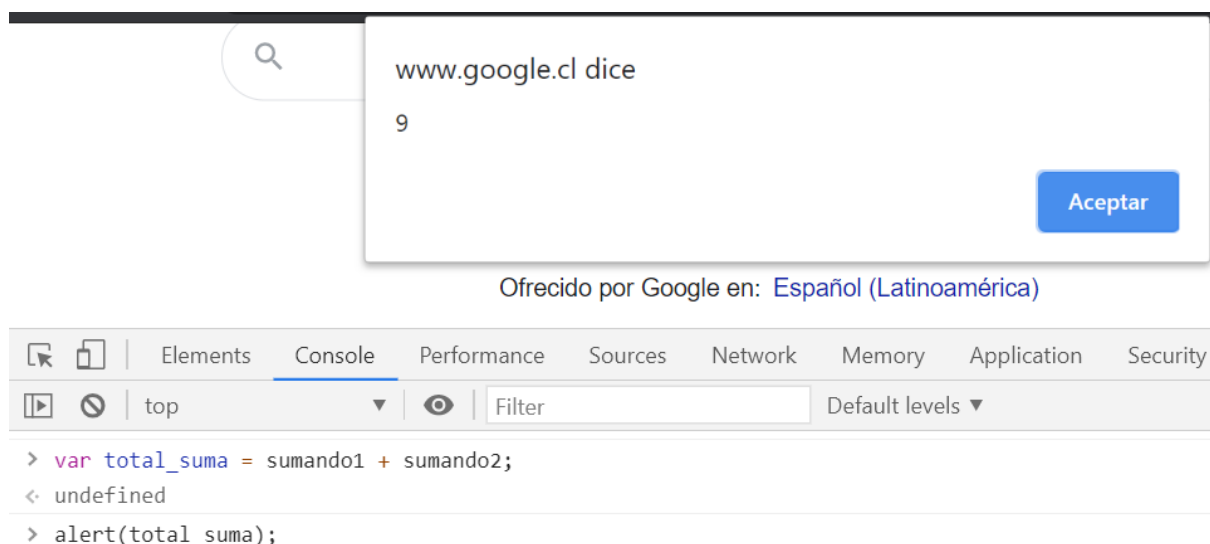 www.google.cl dice
9
Aceptar
Ofrecido por Google en: Español (Latinoamérica)
Elements Console Performance Sources Network Memory Application Security
top Filter Default levels
> var total_suma = sumando1 + sumando2;
undefined
> alert(total_suma);